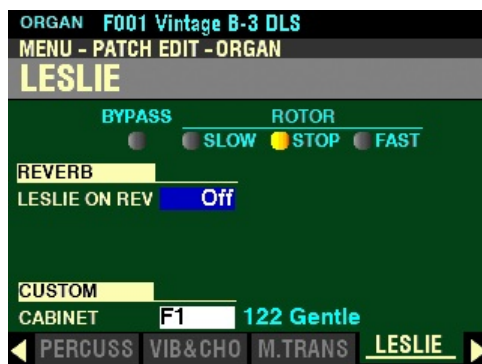 ORGAN F001 Vintage B-3 DLS
MENU - PATCH EDIT - ORGAN
LESLIE
BYPASS ROTOR
SLOW STOP FAST
REVERB
LESLIE ON REV Off
CUSTOM
CABINET F1 122 Gentle
PERCUSS VIB&CHO M.TRANS LESLIE